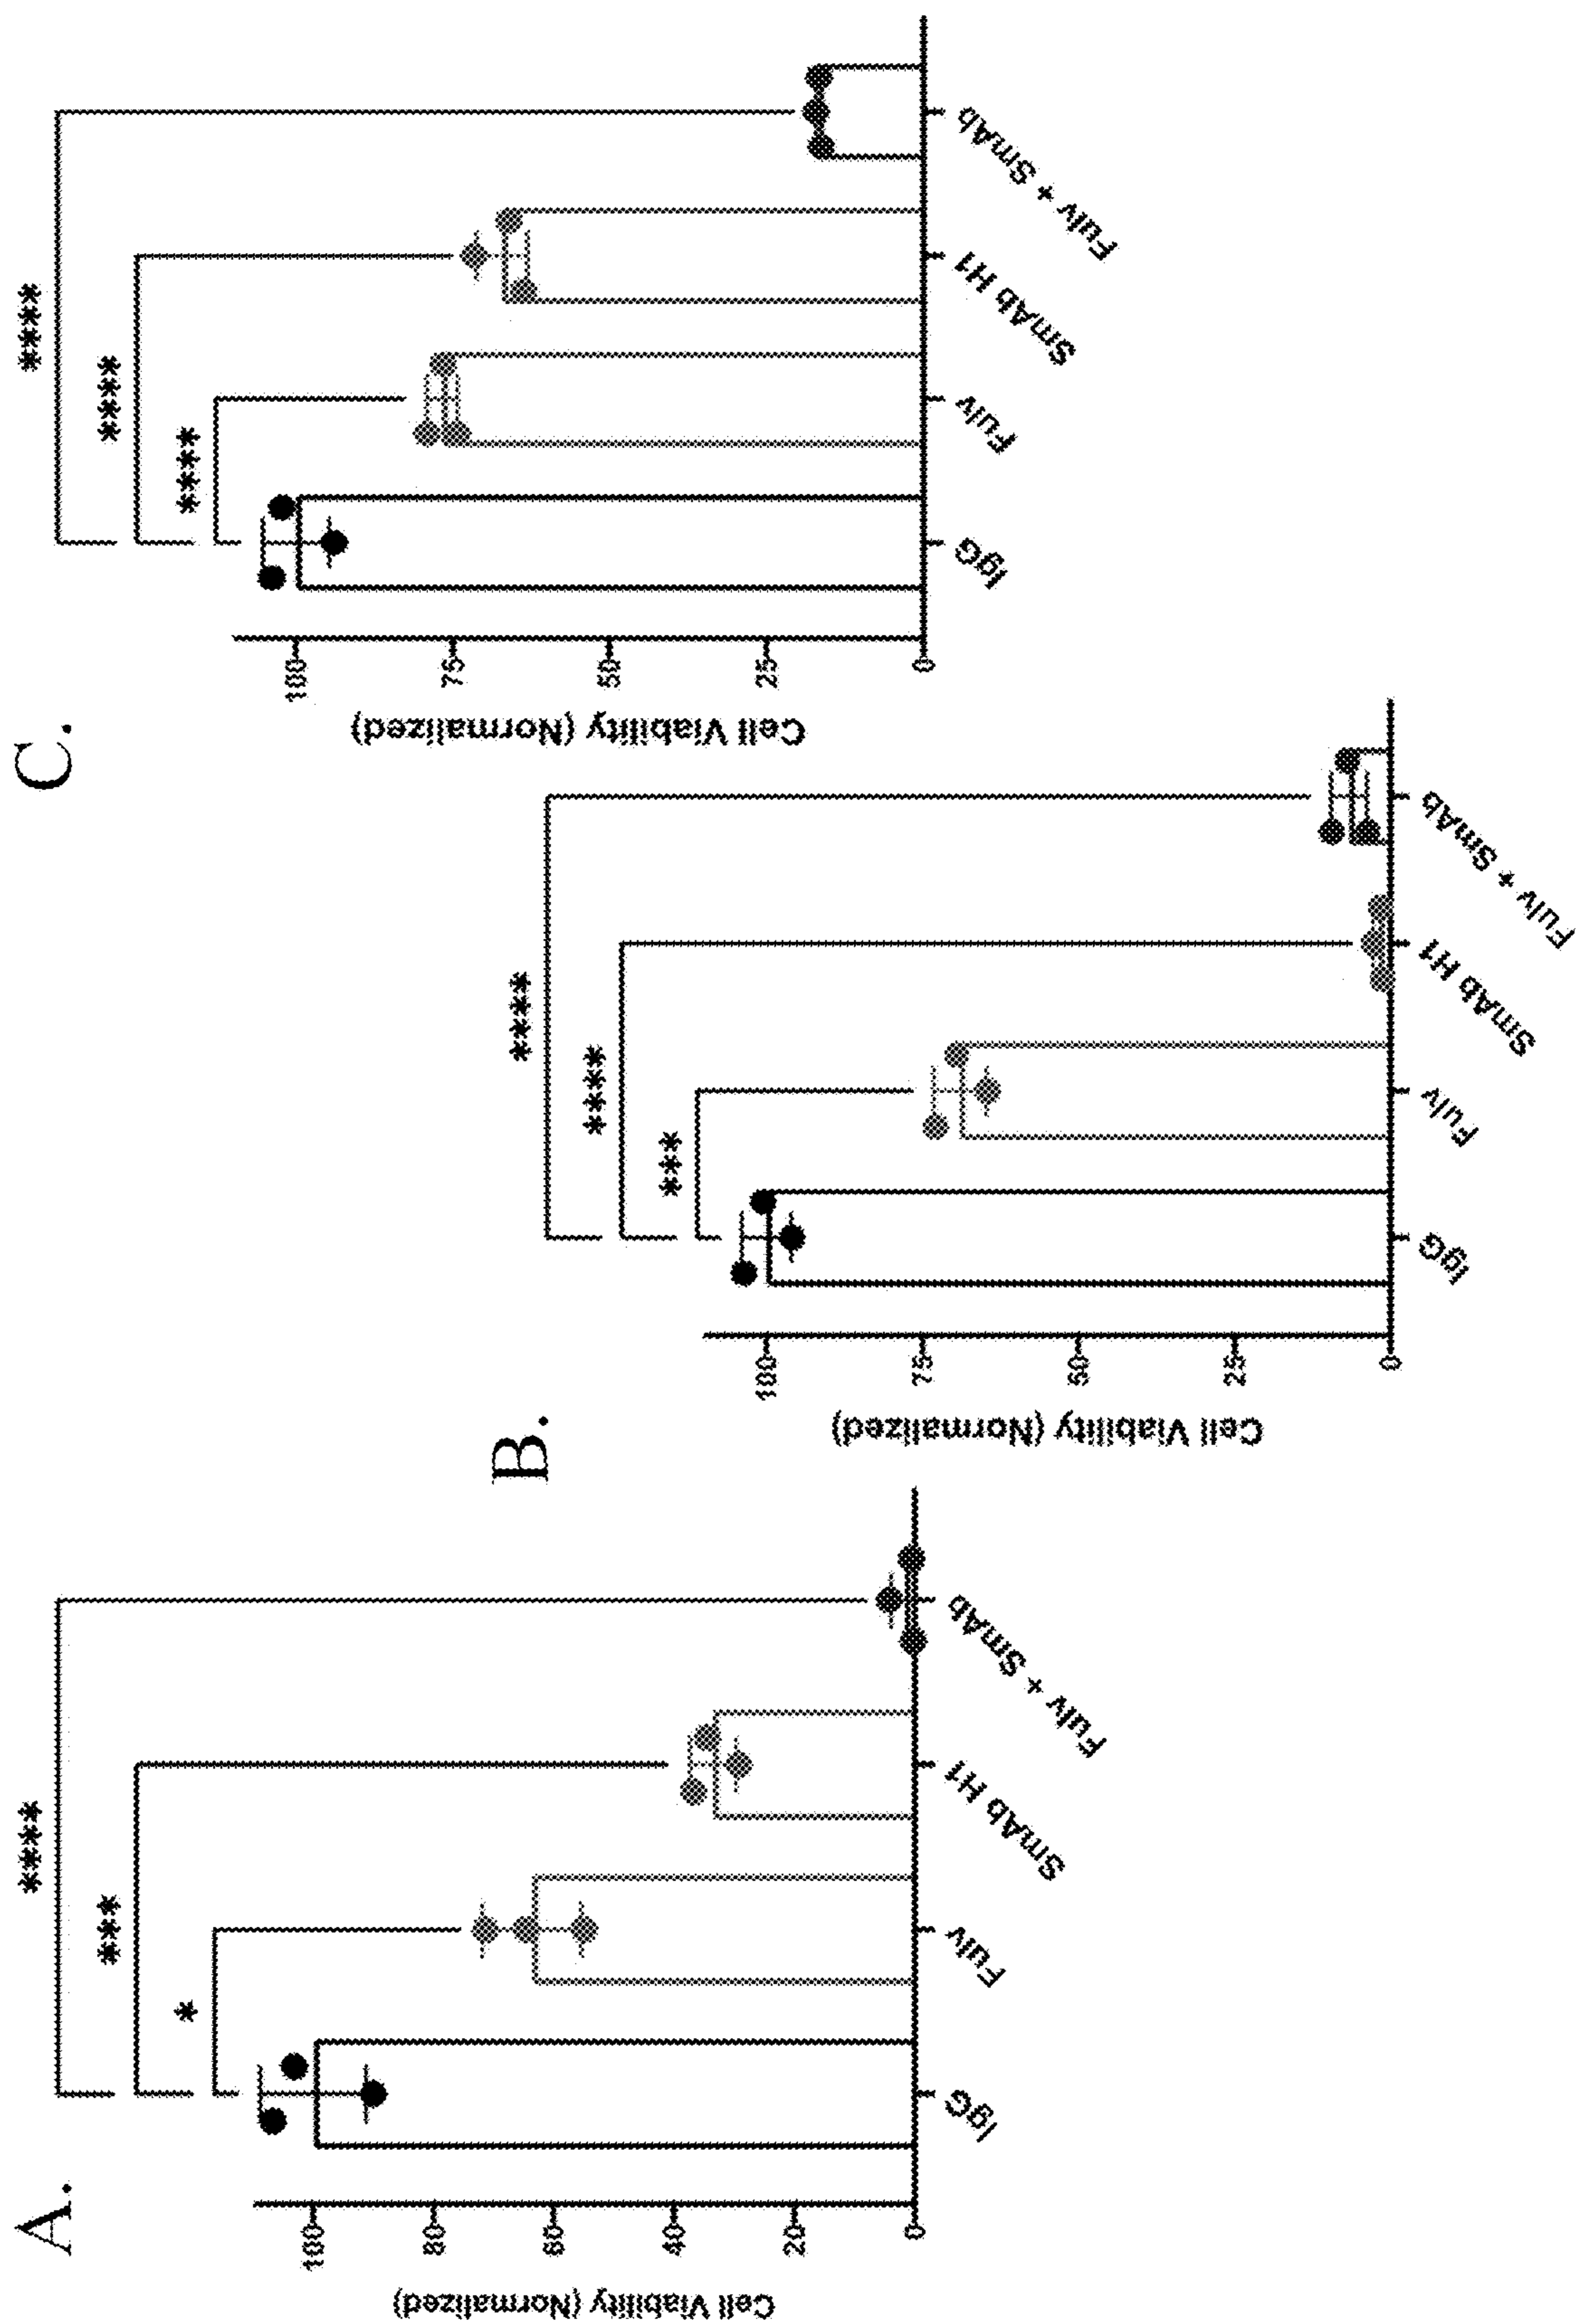 A.
Cell Viability (Normalized)
100
80
60
40
20
0
*
***
****
IgG
Fulv
SmAb H1
Fulv + SmAb
B.
Cell Viability (Normalized)
100
75
50
25
0
***
****
****
IgG
Fulv
SmAb H1
Fulv + SmAb
C.
Cell Viability (Normalized)
100
75
50
25
0
****
****
****
IgG
Fulv
SmAb H1
Fulv + SmAb